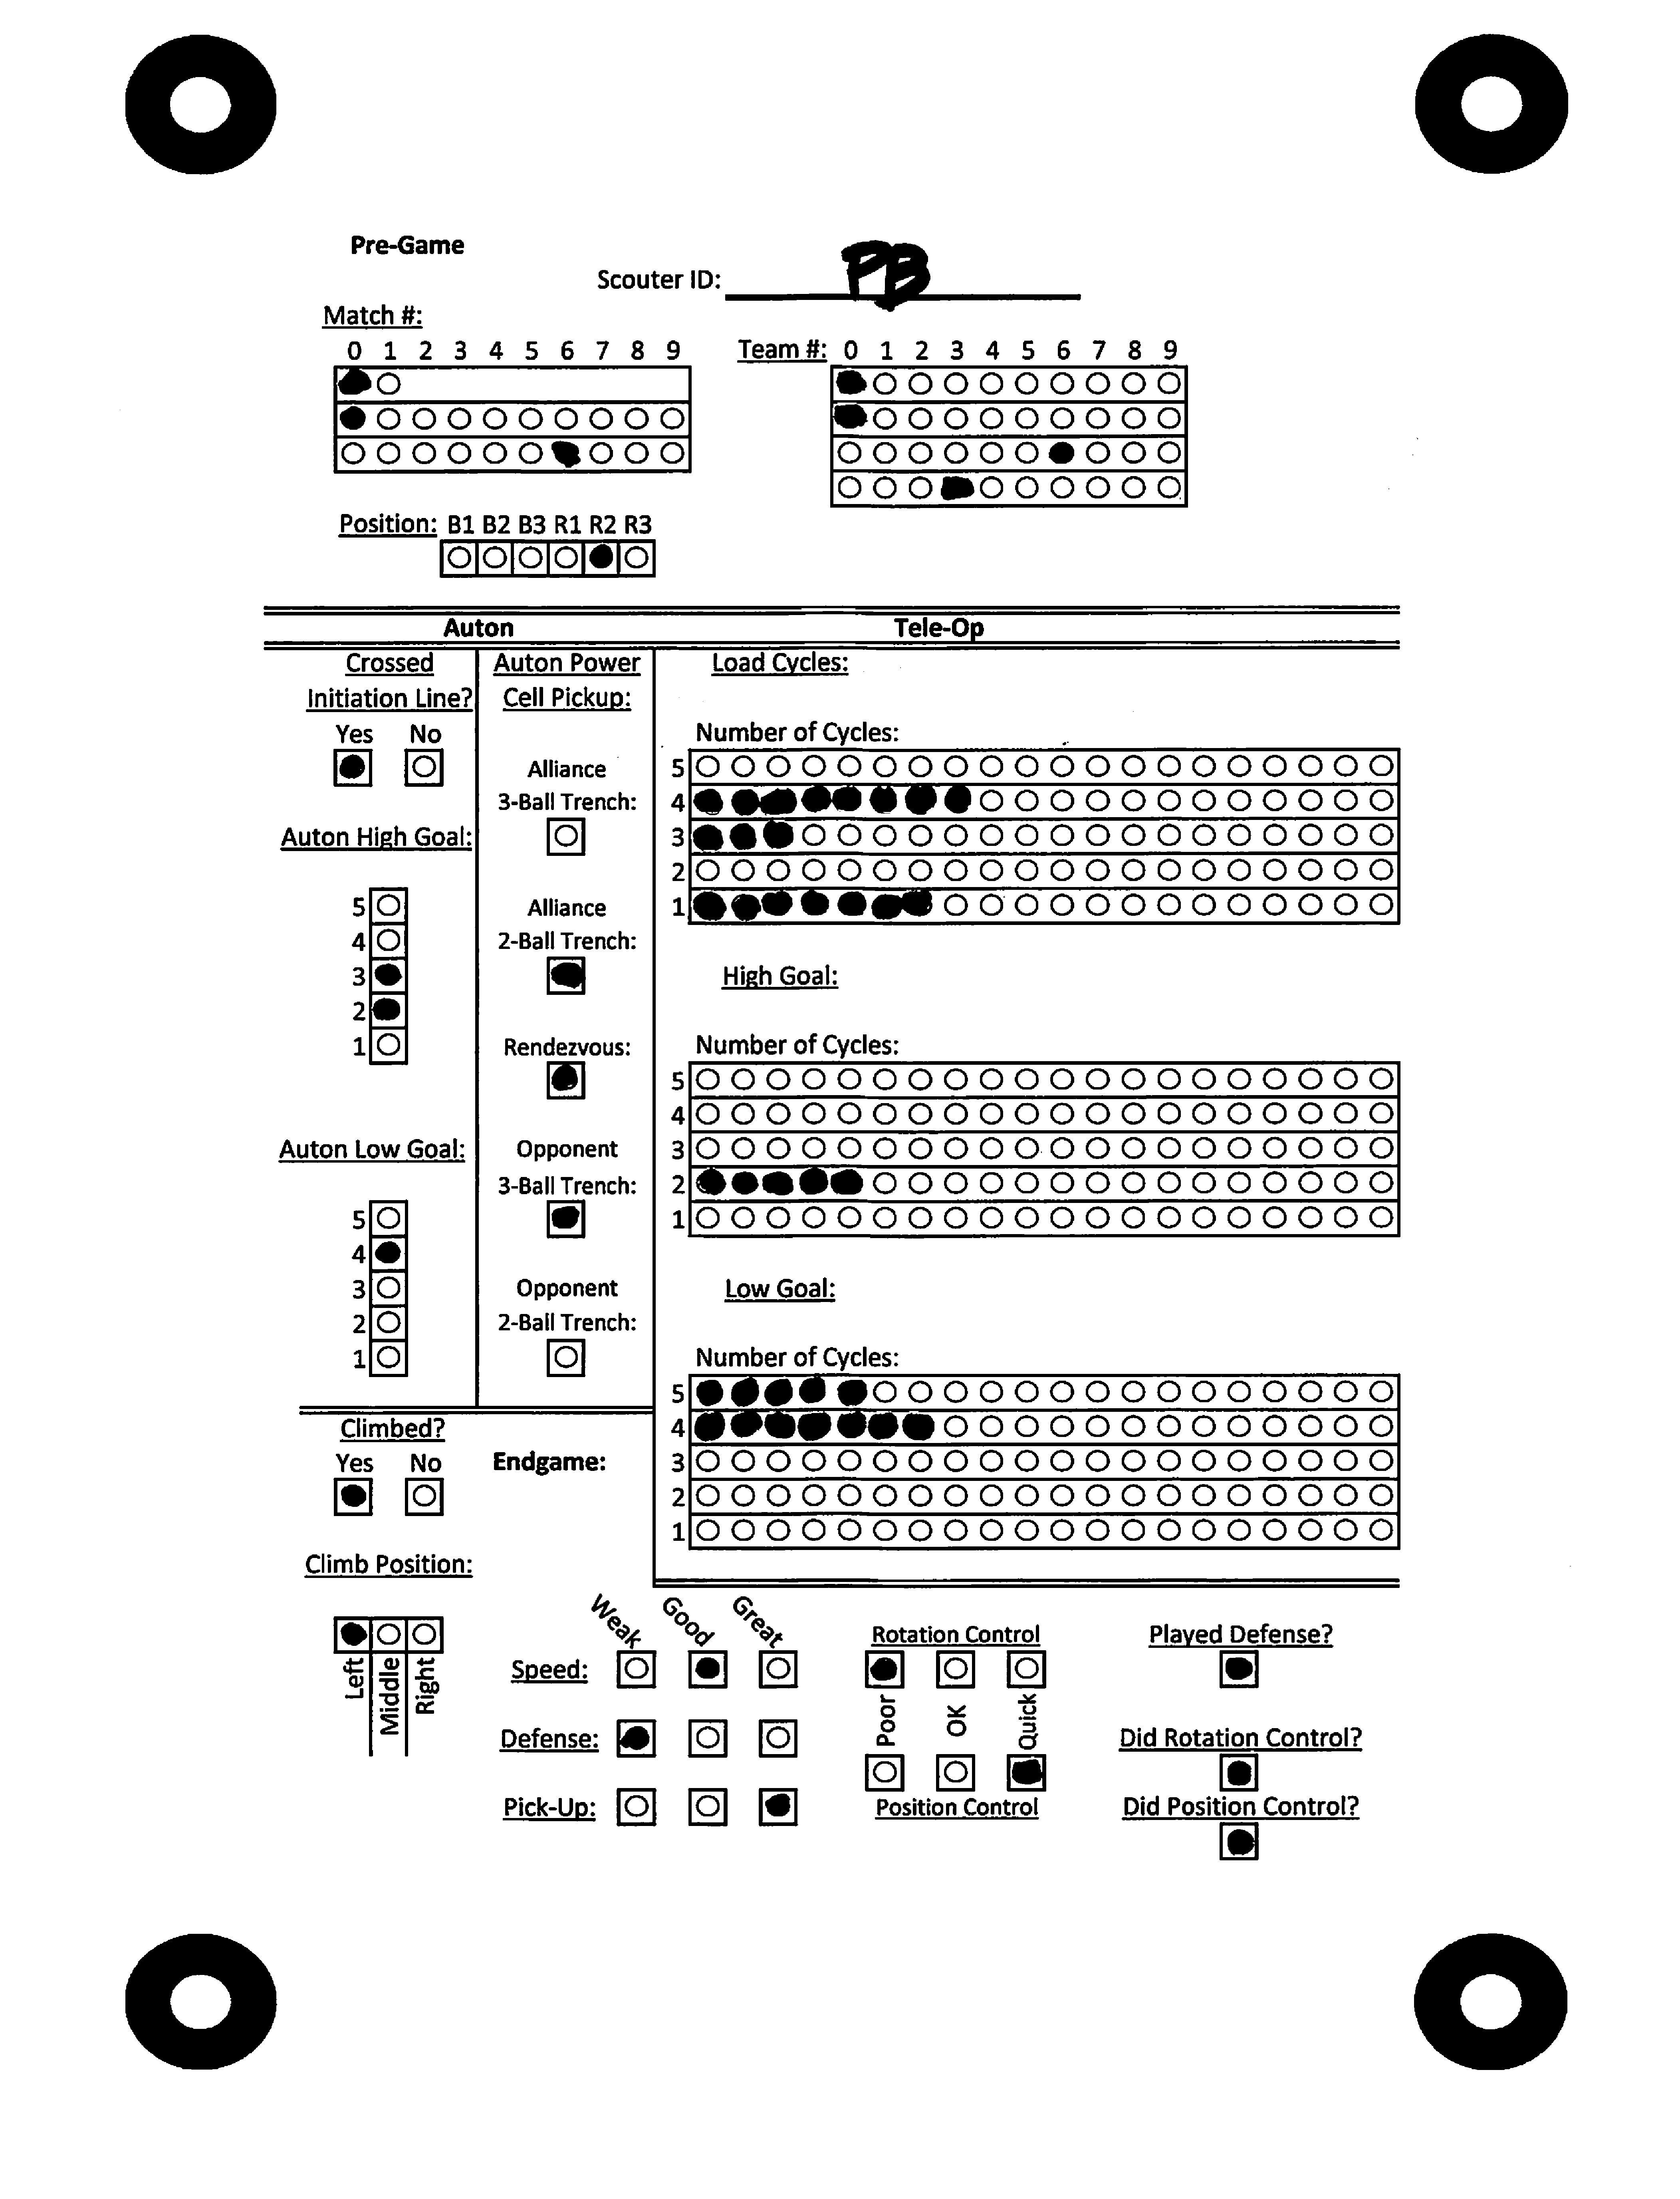 Pre-Game
Scouter ID: PB
Match #:
0 1 2 3 4 5 6 7 8 9
Team #: 0 1 2 3 4 5 6 7 8 9
Position: B1 B2 B3 R1 R2 R3
Auton
Tele-Op
Crossed
Initiation Line?
Yes No
Auton High Goal:
5
4
3
2
1
Auton Low Goal:
5
4
3
2
1
Auton Power
Cell Pickup:
Alliance
3-Ball Trench:
Alliance
2-Ball Trench:
Rendezvous:
Opponent
3-Ball Trench:
Opponent
2-Ball Trench:
Load Cycles:
Number of Cycles:
5
4
3
2
1
High Goal:
Number of Cycles:
5
4
3
2
1
Low Goal:
Number of Cycles:
5
4
3
2
1
Climbed?
Yes No
Endgame:
Climb Position:
Left
Middle
Right
Weak Good Great
Speed:
Defense:
Pick-Up:
Rotation Control
Poor OK Quick
Position Control
Played Defense?
Did Rotation Control?
Did Position Control?